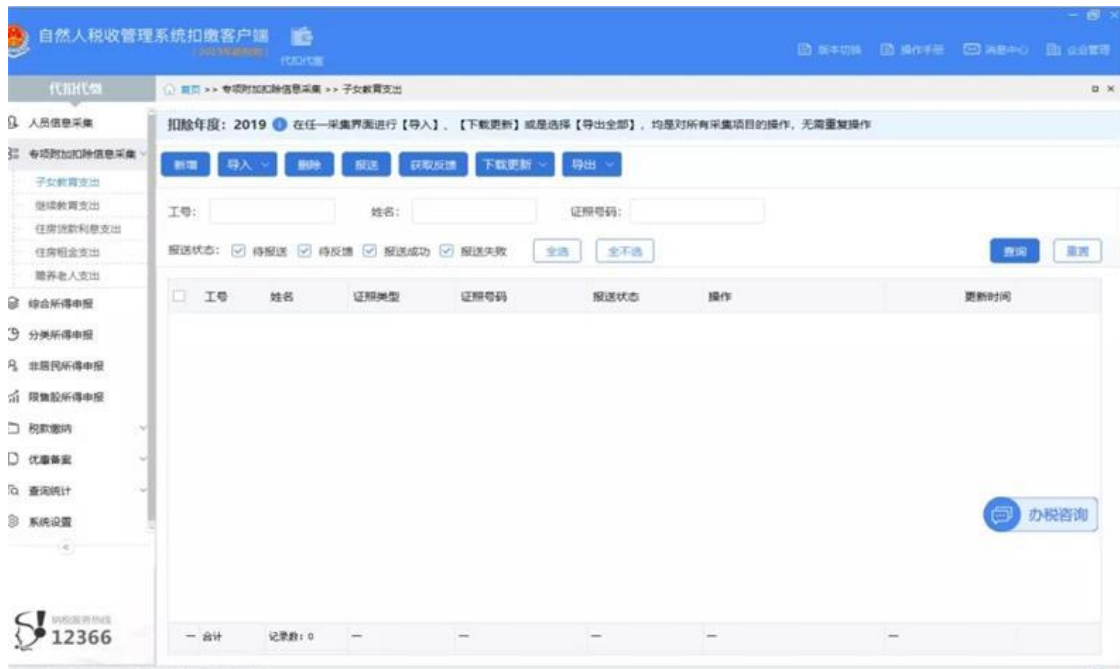 自然人税收管理系统扣缴客户端
代扣代缴
版本切换 操作手册 消息中心 企业管理
代扣代缴
首页 >> 专项附加扣除信息采集 >> 子女教育支出
人员信息采集
专项附加扣除信息采集
子女教育支出
继续教育支出
住房贷款利息支出
住房租金支出
赡养老人支出
综合所得申报
分类所得申报
非居民所得申报
限售股所得申报
税款缴纳
优惠备案
查询统计
系统设置
纳税服务热线
12366
扣除年度：2019 在任一采集界面进行【导入】、【下载更新】或是选择【导出全部】，均是对所有采集项目的操作，无需重复操作
新增 导入 删除 报送 获取反馈 下载更新 导出
工号： 姓名： 证照号码：
报送状态： 待报送 待反馈 报送成功 报送失败 全选 全不选 查询 重置
工号 姓名 证照类型 证照号码 报送状态 操作 更新时间
办税咨询
— 合计 记录数：0 — — — — —